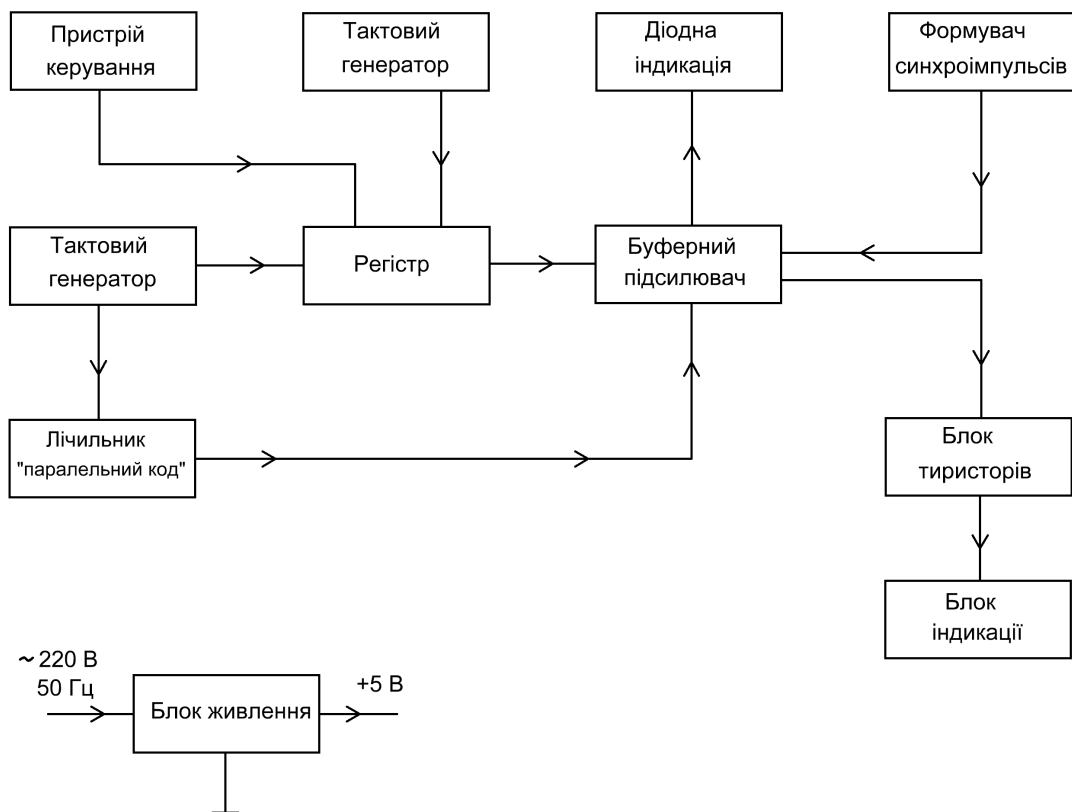 Пристрій
керування
Тактовий
генератор
Діодна
індикація
Формувач
синхроімпульсів
Тактовий
генератор
Регістр
Буферний
підсилювач
Лічильник
"паралельний код"
Блок
тиристорів
Блок
індикації
~ 220 В
50 Гц
Блок живлення
+5 В